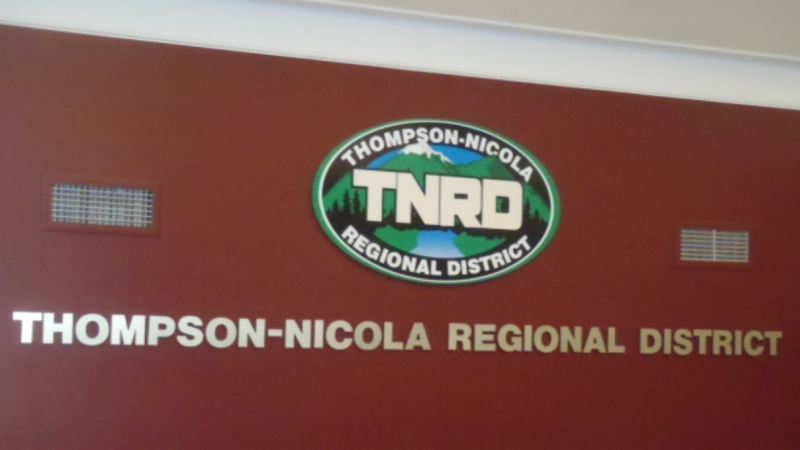 THOMPSON-NICOLA
TNRD
REGIONAL DISTRICT
THOMPSON-NICOLA REGIONAL DISTRICT